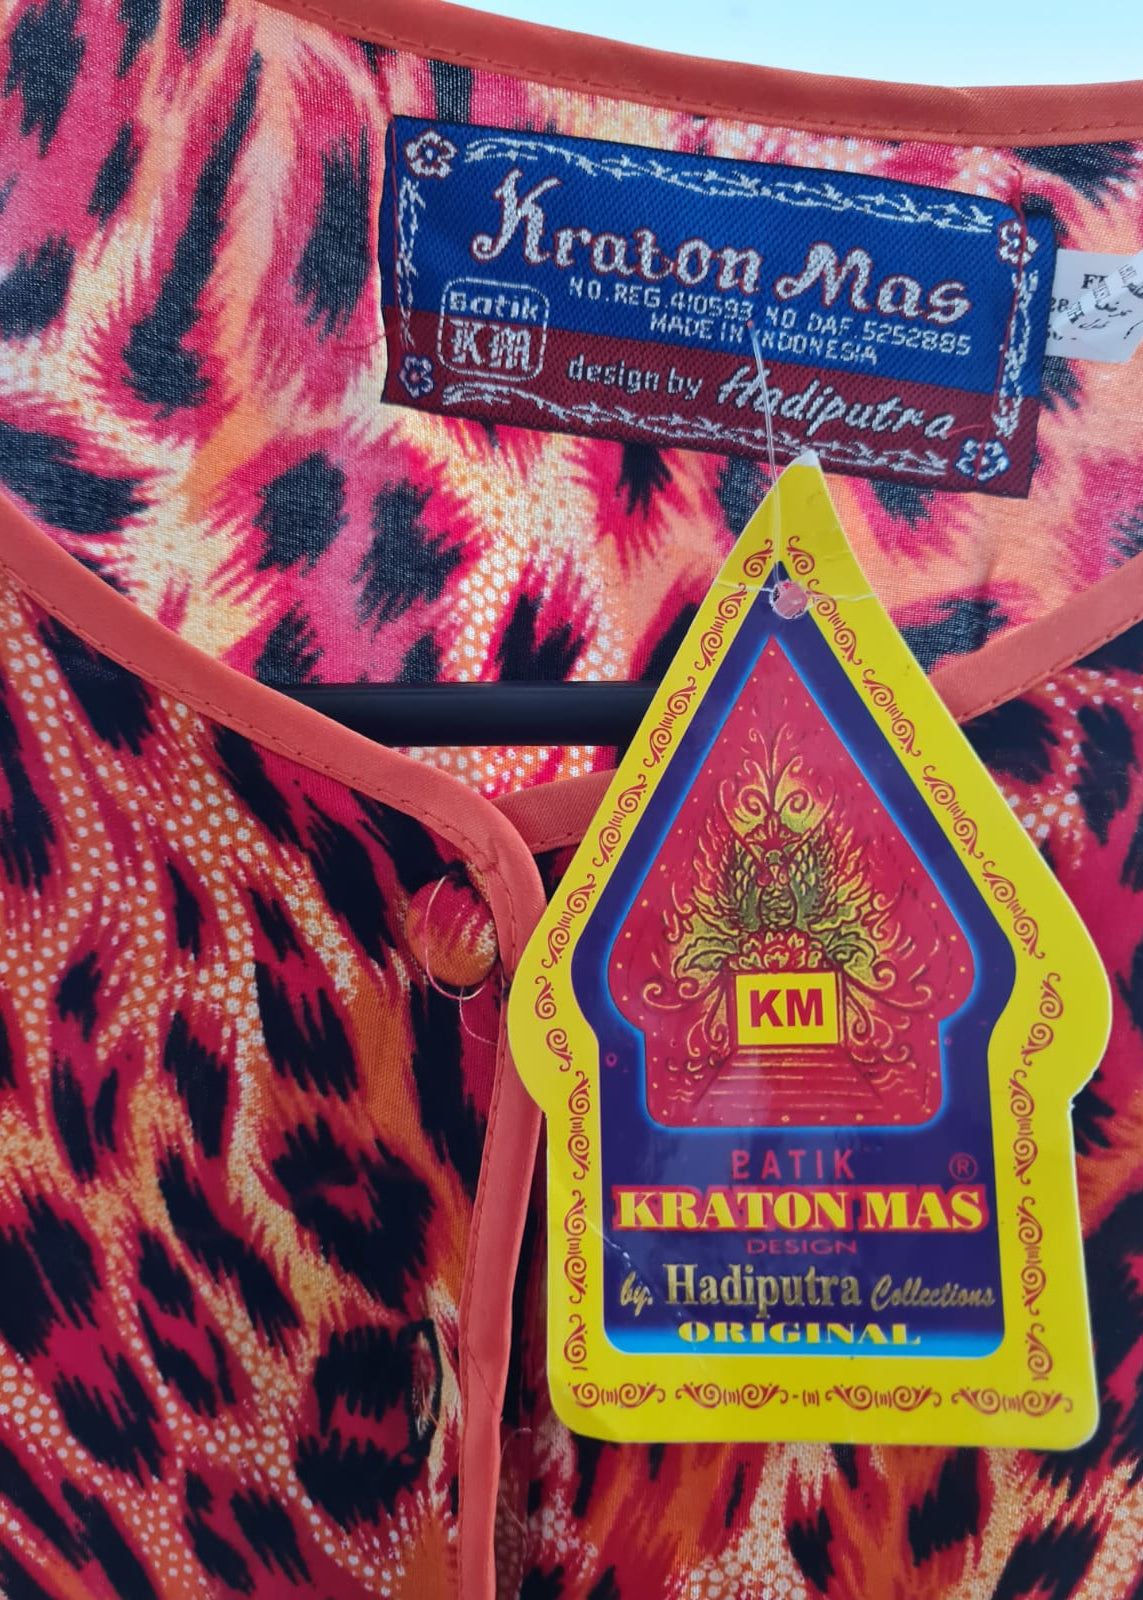 Kraton Mas
NO.REG.410593 NO DAF.5252885
MADE IN INDONESIA
Batik
KM
design by Hadiputra
KM
BATIK
®
KRATON MAS
DESIGN
by. Hadiputra Collections
ORIGINAL